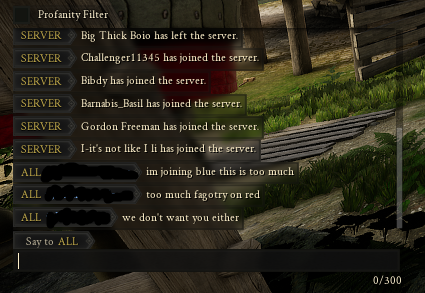 Profanity Filter
SERVER Big Thick Boio has left the server.
SERVER Challenger11345 has joined the server.
SERVER Bibdy has joined the server.
SERVER Barnabis_Basil has joined the server.
SERVER Gordon Freeman has joined the server.
SERVER I-it's not like I li has joined the server.
ALL im joining blue this is too much
ALL too much fagotry on red
ALL we don't want you either
Say to ALL
0/300